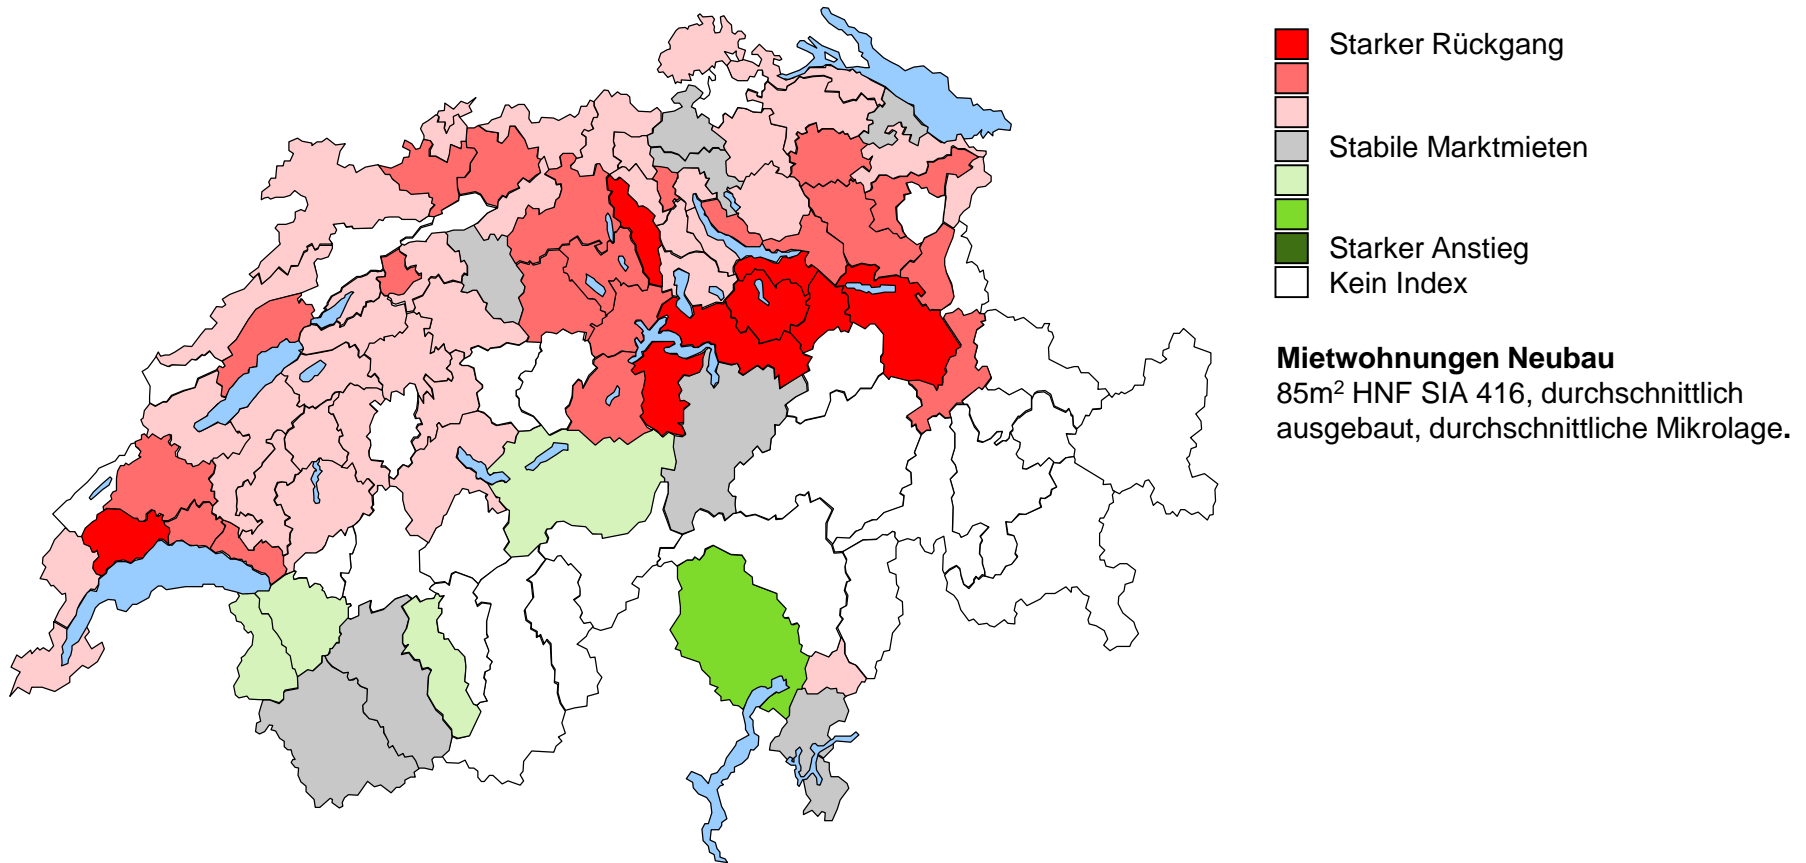 Starker Rückgang
Stabile Marktmieten
Starker Anstieg
Kein Index
Mietwohnungen Neubau
85m² HNF SIA 416, durchschnittlich
ausgebaut, durchschnittliche Mikrolage.